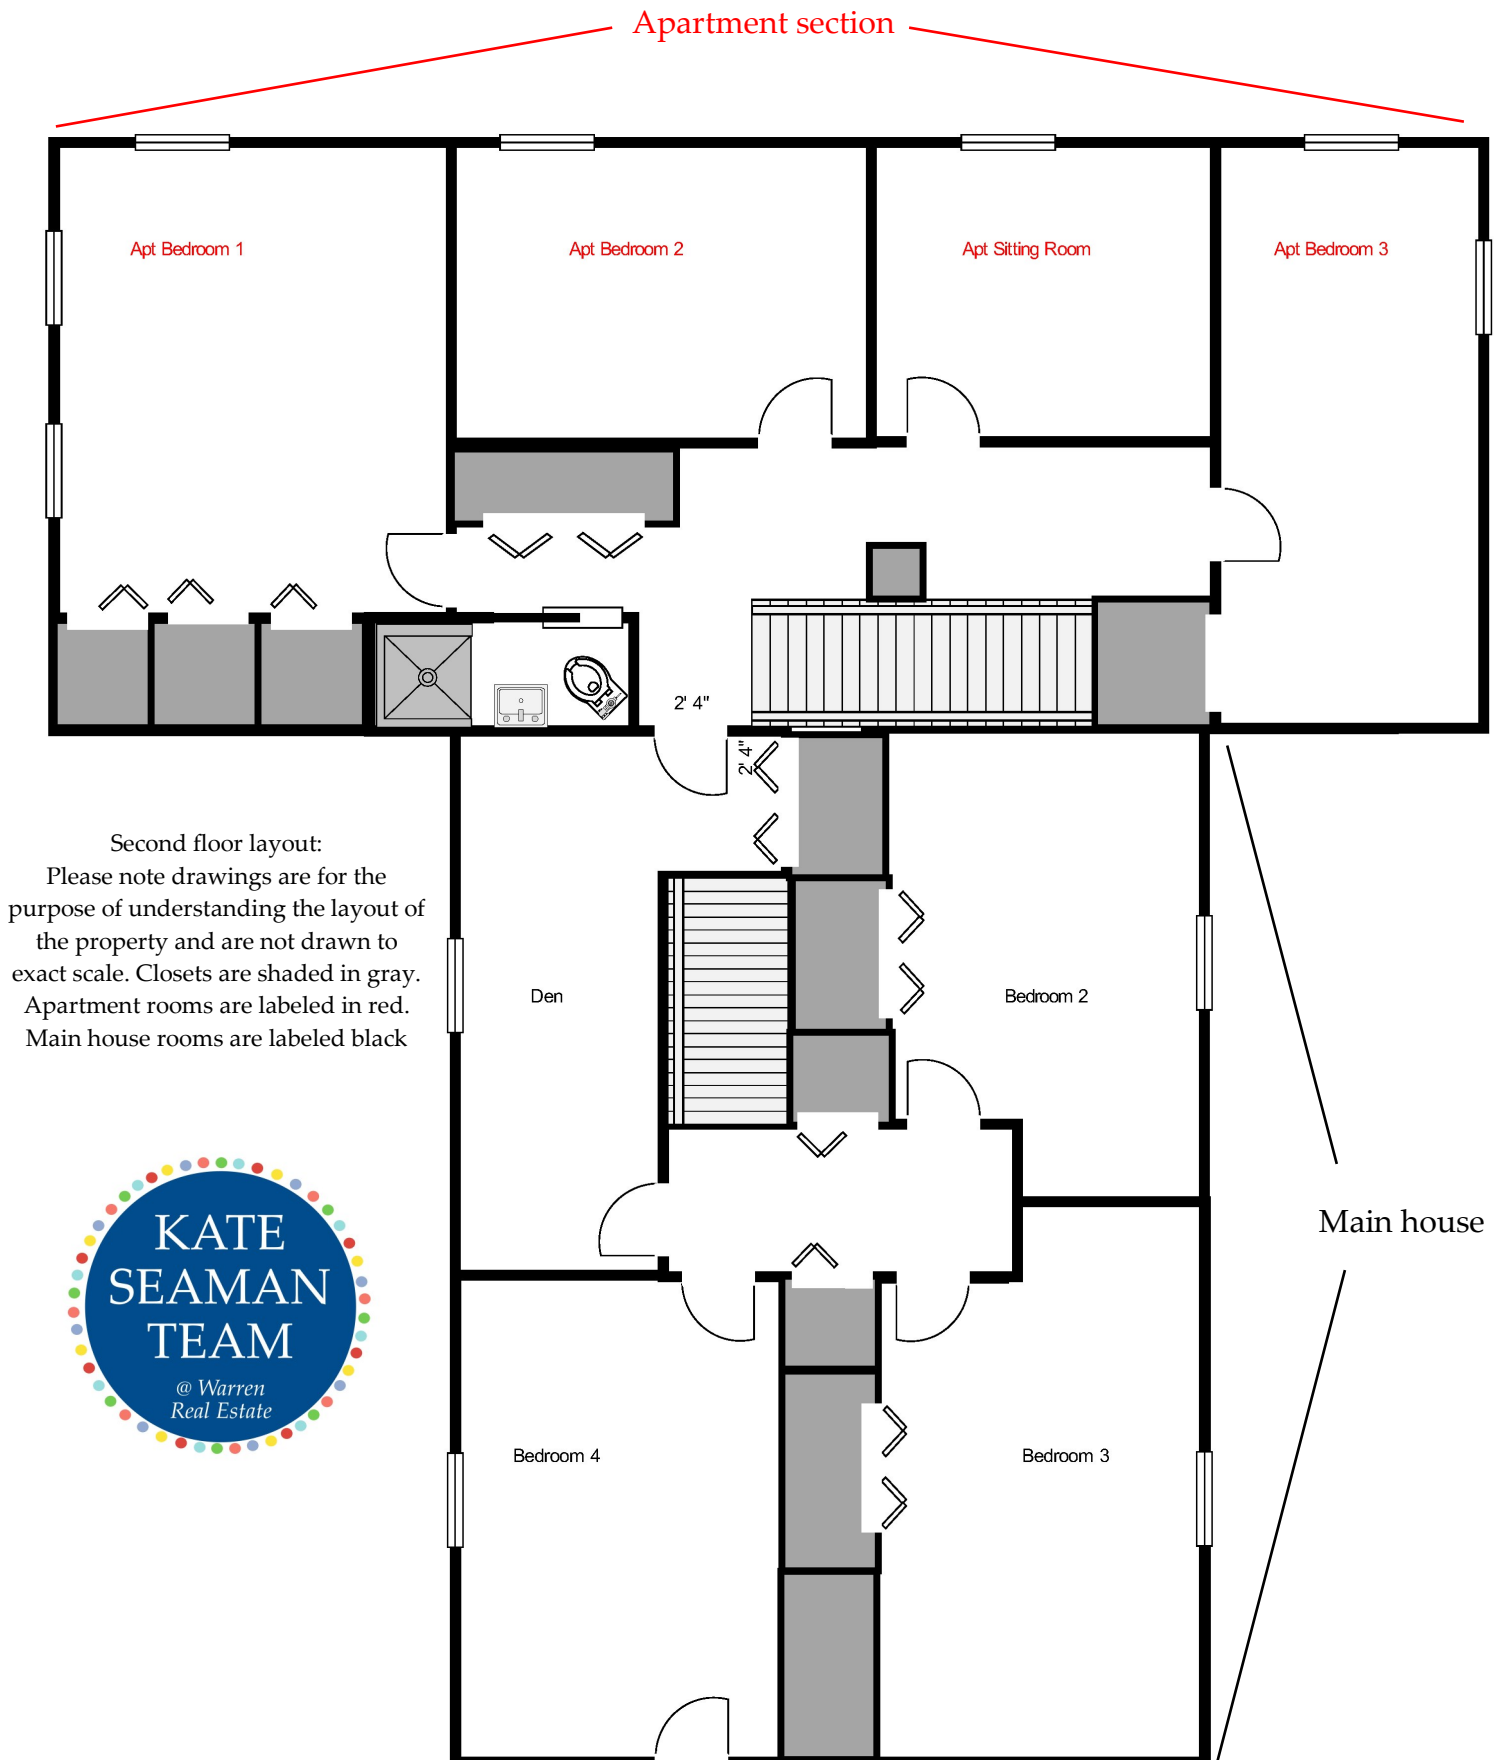 Apartment section
Apt Bedroom 1
Apt Bedroom 2
Apt Sitting Room
Apt Bedroom 3
2' 4"
2' 4"
Second floor layout:
Please note drawings are for the
purpose of understanding the layout of
the property and are not drawn to
exact scale. Closets are shaded in gray.
Apartment rooms are labeled in red.
Main house rooms are labeled black
Den
Bedroom 2
Main house
KATE
SEAMAN
TEAM
@ Warren
Real Estate
Bedroom 4
Bedroom 3